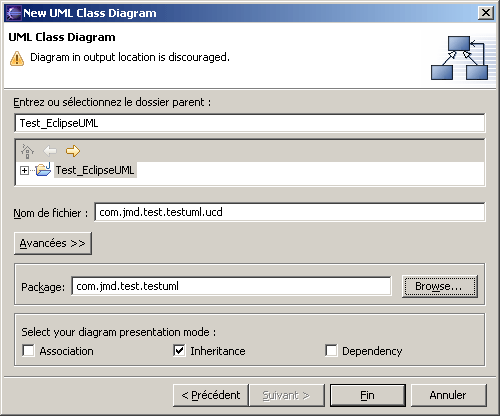 New UML Class Diagram
UML Class Diagram
Diagram in output location is discouraged.
Entrez ou sélectionnez le dossier parent :
Test_EclipseUML
Test_EclipseUML
Nom de fichier : com.jmd.test.testuml.ucd
Avancées >>
Package: com.jmd.test.testuml Browse...
Select your diagram presentation mode :
Association Inheritance Dependency
< Précédent Suivant > Fin Annuler